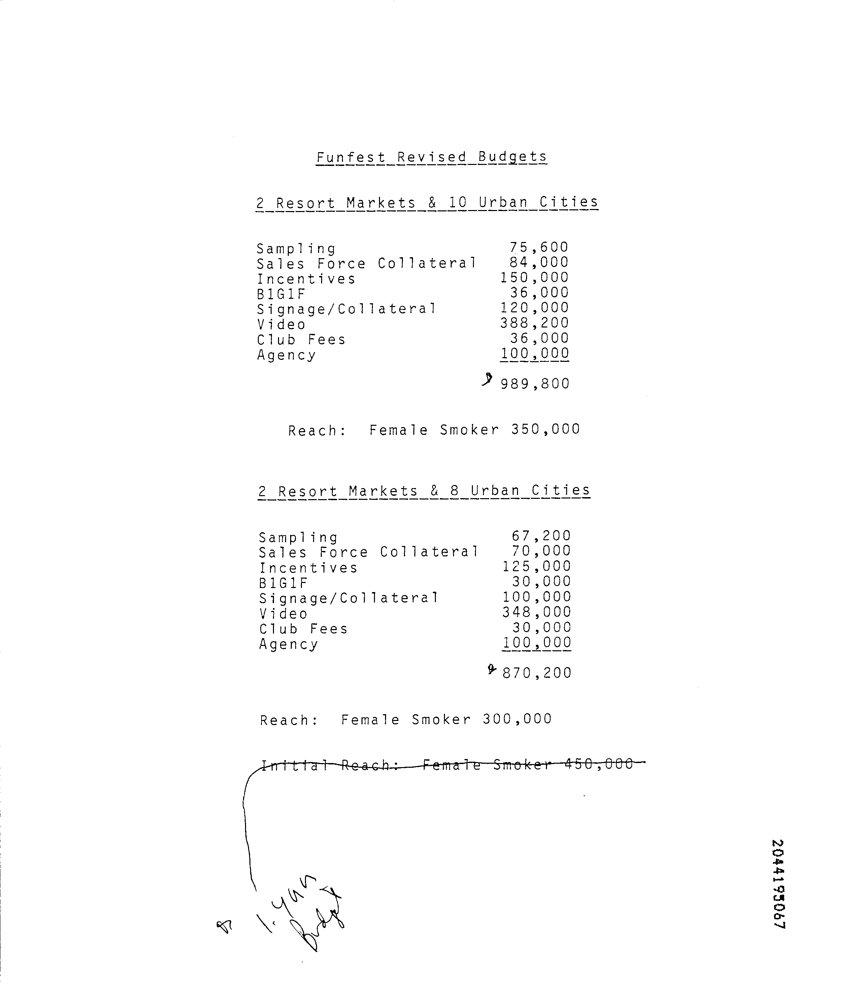 Funfest Revised Budgets
2 Resort Markets & 10 Urban Cities
Sampling 75,600
Sales Force Collateral 84,000
Incentives 150,000
B1G1F 36,000
Signage/Collateral 120,000
Video 388,200
Club Fees 36,000
Agency 100,000
989,800
Reach: Female Smoker 350,000
2 Resort Markets & 8 Urban Cities
Sampling 67,200
Sales Force Collateral 70,000
Incentives 125,000
B1G1F 30,000
Signage/Collateral 100,000
Video 348,000
Club Fees 30,000
Agency 100,000
870,200
Reach: Female Smoker 300,000
Initial Reach: Female Smoker 450,000
Budget
2044195067